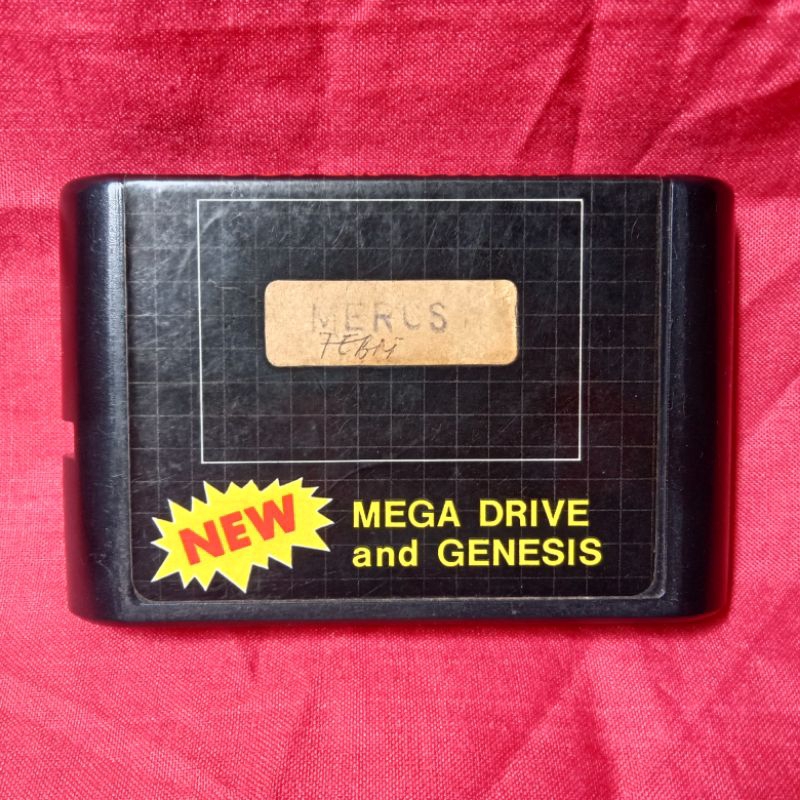 MERCS
NEW
MEGA DRIVE
and GENESIS